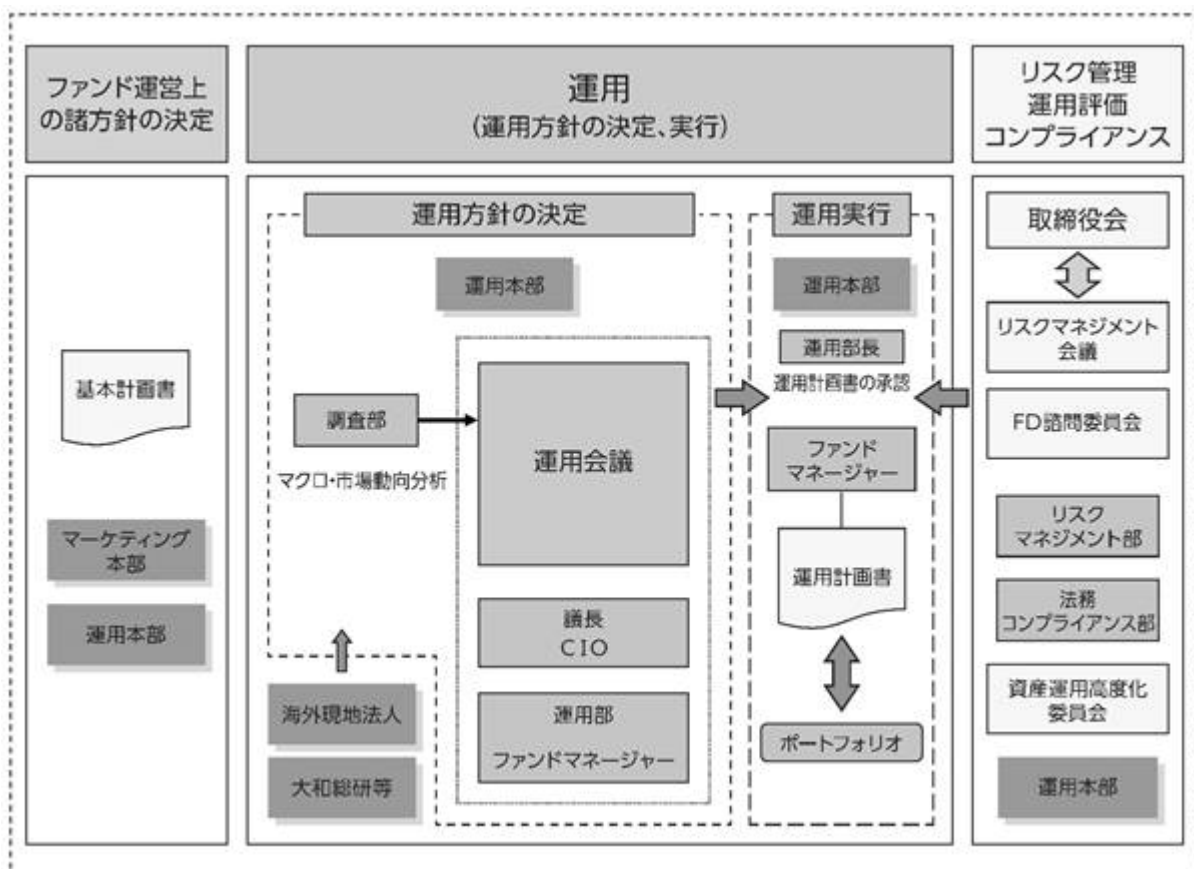 ファンド運営上
の諸方針の決定
基本計画書
マーケティング
本部
運用本部
運用
(運用方針の決定、実行)
運用方針の決定
運用本部
調査部
マクロ・市場動向分析
運用会議
議長
CIO
運用部
ファンドマネージャー
海外現地法人
大和総研等
運用実行
運用本部
運用部長
運用計画書の承認
ファンド
マネージャー
運用計画書
ポートフォリオ
リスク管理
運用評価
コンプライアンス
取締役会
リスクマネジメント
会議
FD諮問委員会
リスク
マネジメント部
法務
コンプライアンス部
資産運用高度化
委員会
運用本部